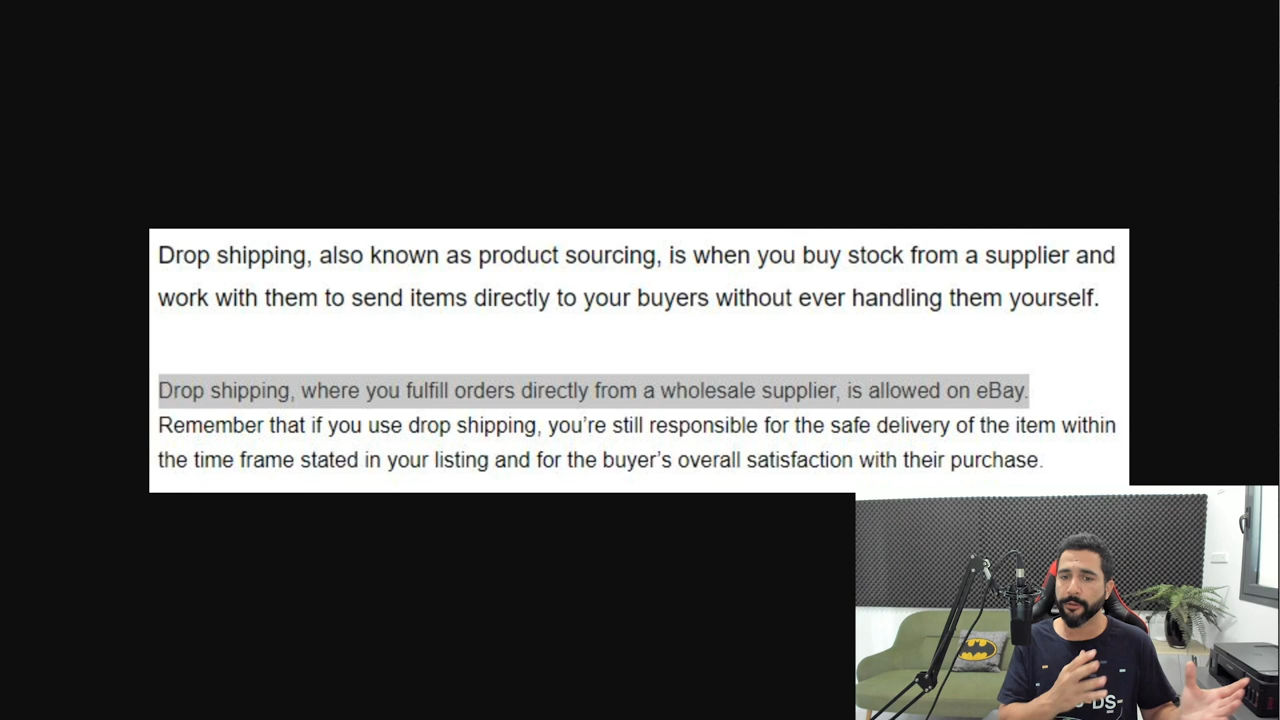 Drop shipping, also known as product sourcing, is when you buy stock from a supplier and
work with them to send items directly to your buyers without ever handling them yourself.
Drop shipping, where you fulfill orders directly from a wholesale supplier, is allowed on eBay.
Remember that if you use drop shipping, you’re still responsible for the safe delivery of the item within
the time frame stated in your listing and for the buyer’s overall satisfaction with their purchase.